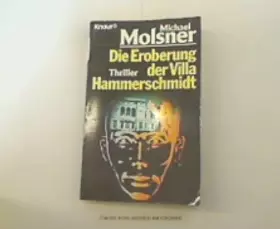 Knaur
Michael
Molsner
Die Eroberung
Thriller der Villa
Hammerschmidt